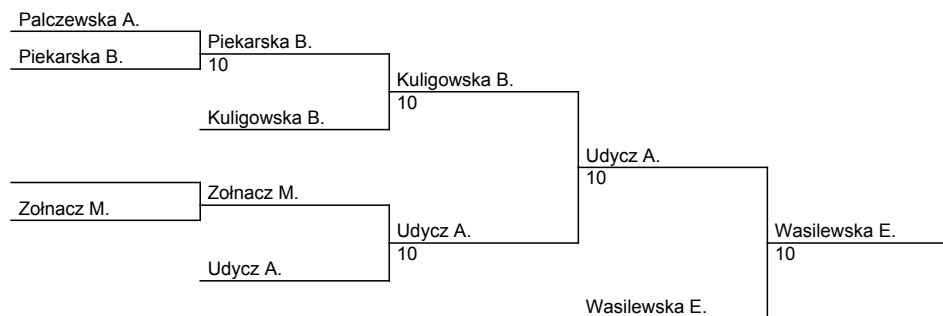 Palczewska A.
Piekarska B.
Piekarska B.
10
Kuligowska B.
10
Kuligowska B.
Udycz A.
10
Zołnacz M.
Zołnacz M.
Udycz A.
10
Wasilewska E.
10
Udycz A.
Wasilewska E.